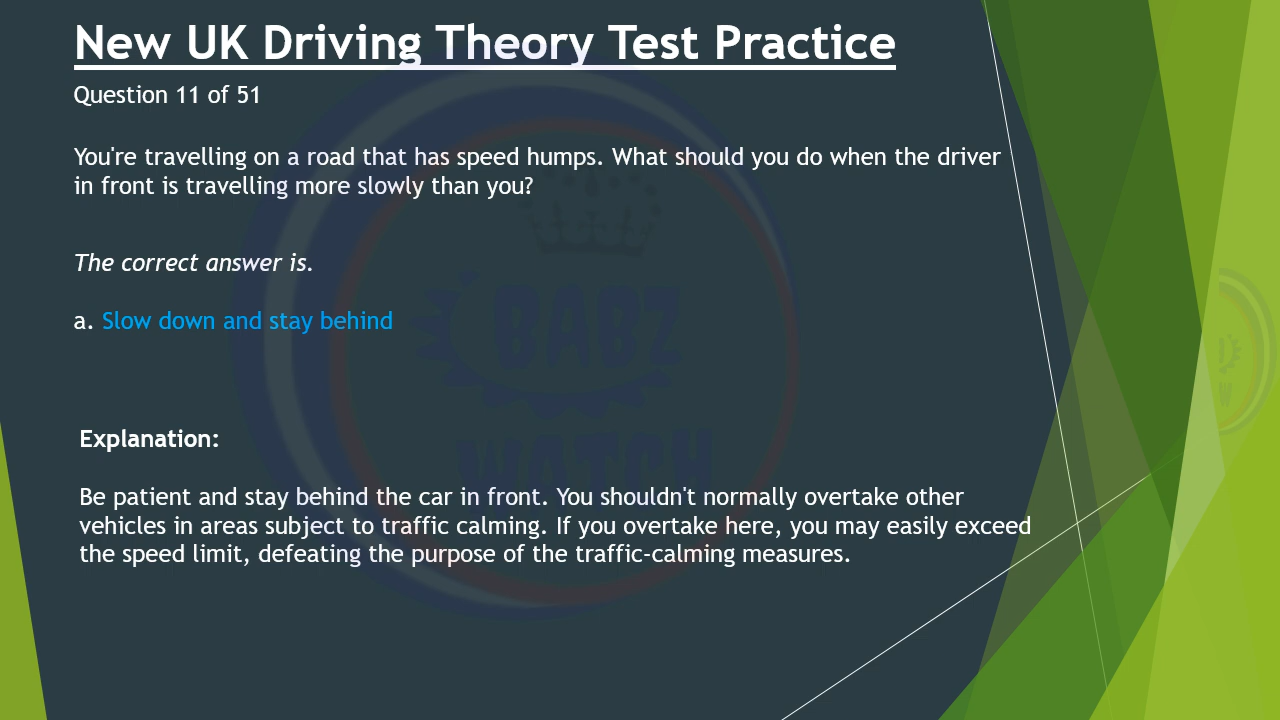 New UK Driving Theory Test Practice
Question 11 of 51
You're travelling on a road that has speed humps. What should you do when the driver
in front is travelling more slowly than you?
The correct answer is.
a. Slow down and stay behind
BABZ
WATCH
Explanation:
Be patient and stay behind the car in front. You shouldn't normally overtake other
vehicles in areas subject to traffic calming. If you overtake here, you may easily exceed
the speed limit, defeating the purpose of the traffic-calming measures.